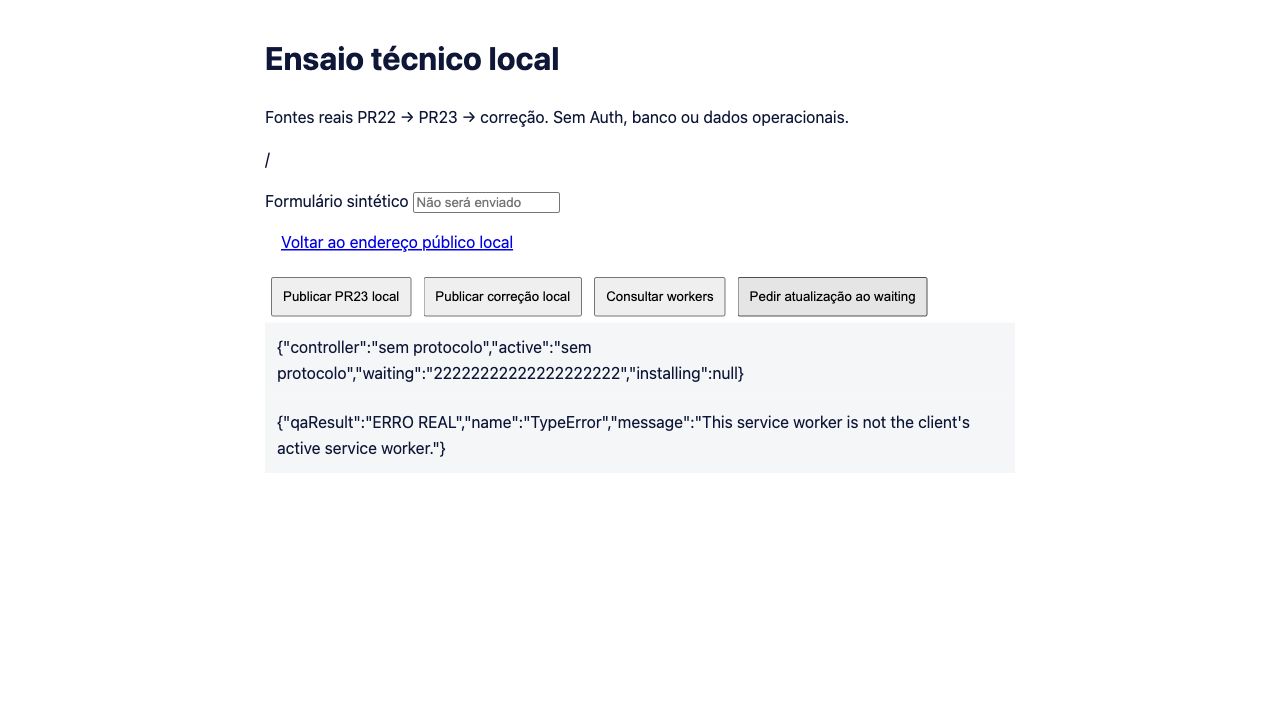 Ensaio técnico local
Fontes reais PR22 → PR23 → correção. Sem Auth, banco ou dados operacionais.
/
Formulário sintético Não será enviado
Voltar ao endereço público local
Publicar PR23 local Publicar correção local Consultar workers Pedir atualização ao waiting
{"controller":"sem protocolo","active":"sem
protocolo","waiting":"22222222222222222222","installing":null}
{"qaResult":"ERRO REAL","name":"TypeError","message":"This service worker is not the client's
active service worker."}